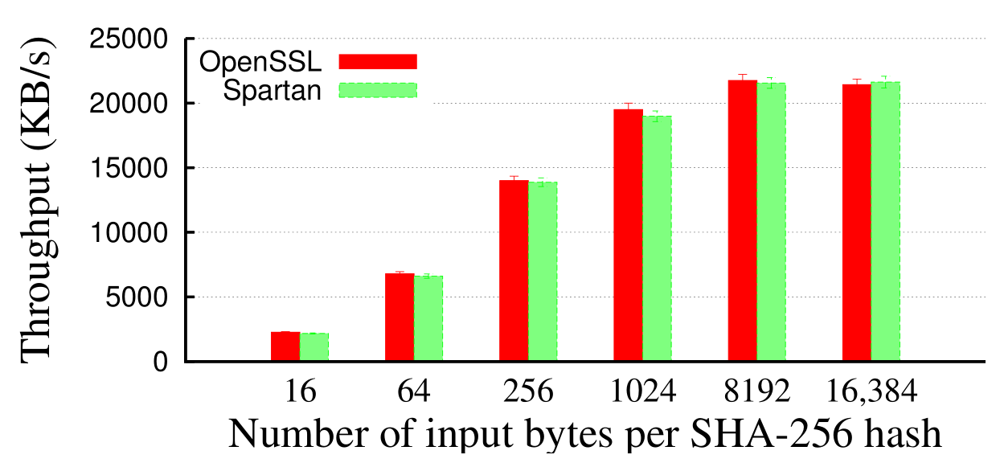 Throughput (KB/s)
25000
20000
15000
10000
5000
0
OpenSSL
Spartan
16 64 256 1024 8192 16,384
Number of input bytes per SHA-256 hash